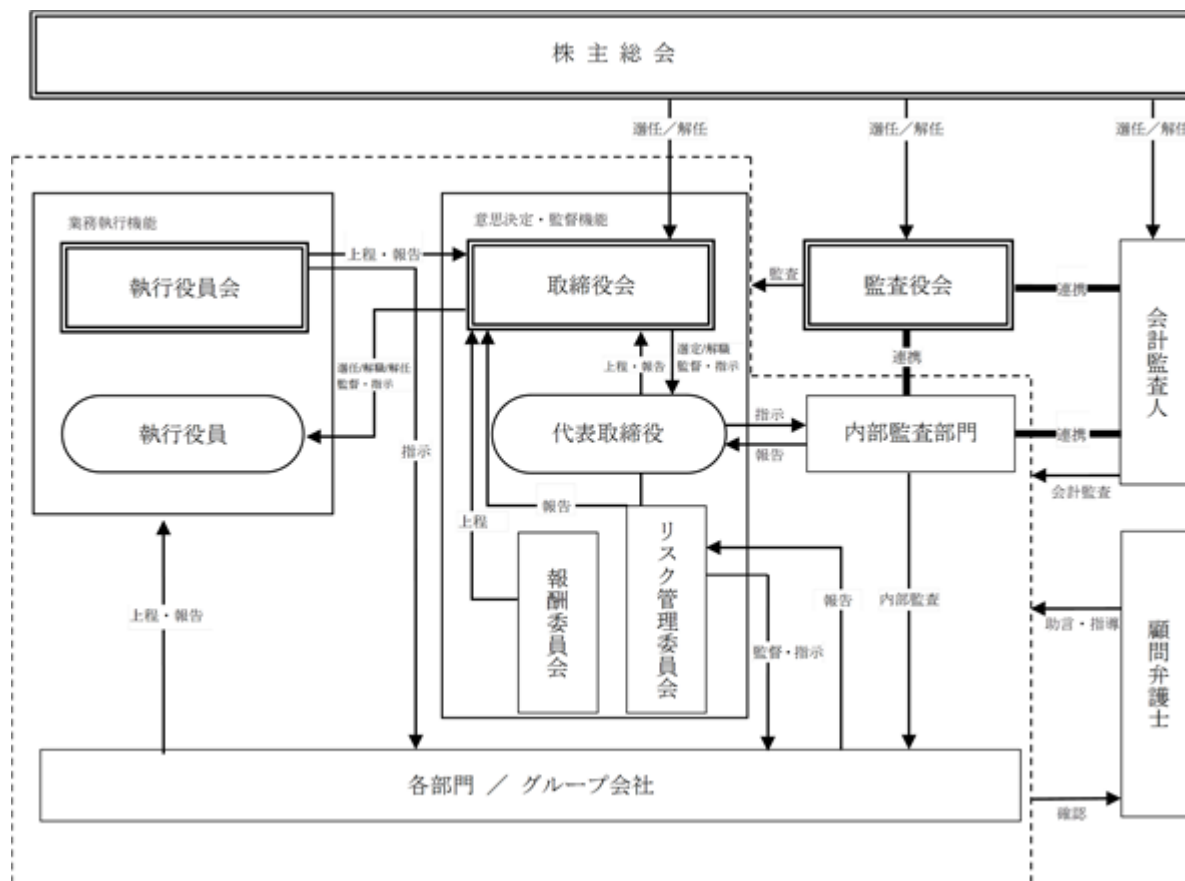 株主総会
選任／解任
選任／解任
選任／解任
業務執行機能
意思決定・監督機能
執行役員会
上程・報告
取締役会
監査
監査役会
連携
会計監査人
選任/解職/解任
監督・指示
上程・報告
選定/解職
監督・指示
連携
執行役員
指示
代表取締役
指示
報告
内部監査部門
連携
会計監査
上程
報告
報酬委員会
リスク管理委員会
報告
内部監査
監督・指示
助言・指導
顧問弁護士
上程・報告
各部門 ／ グループ会社
確認